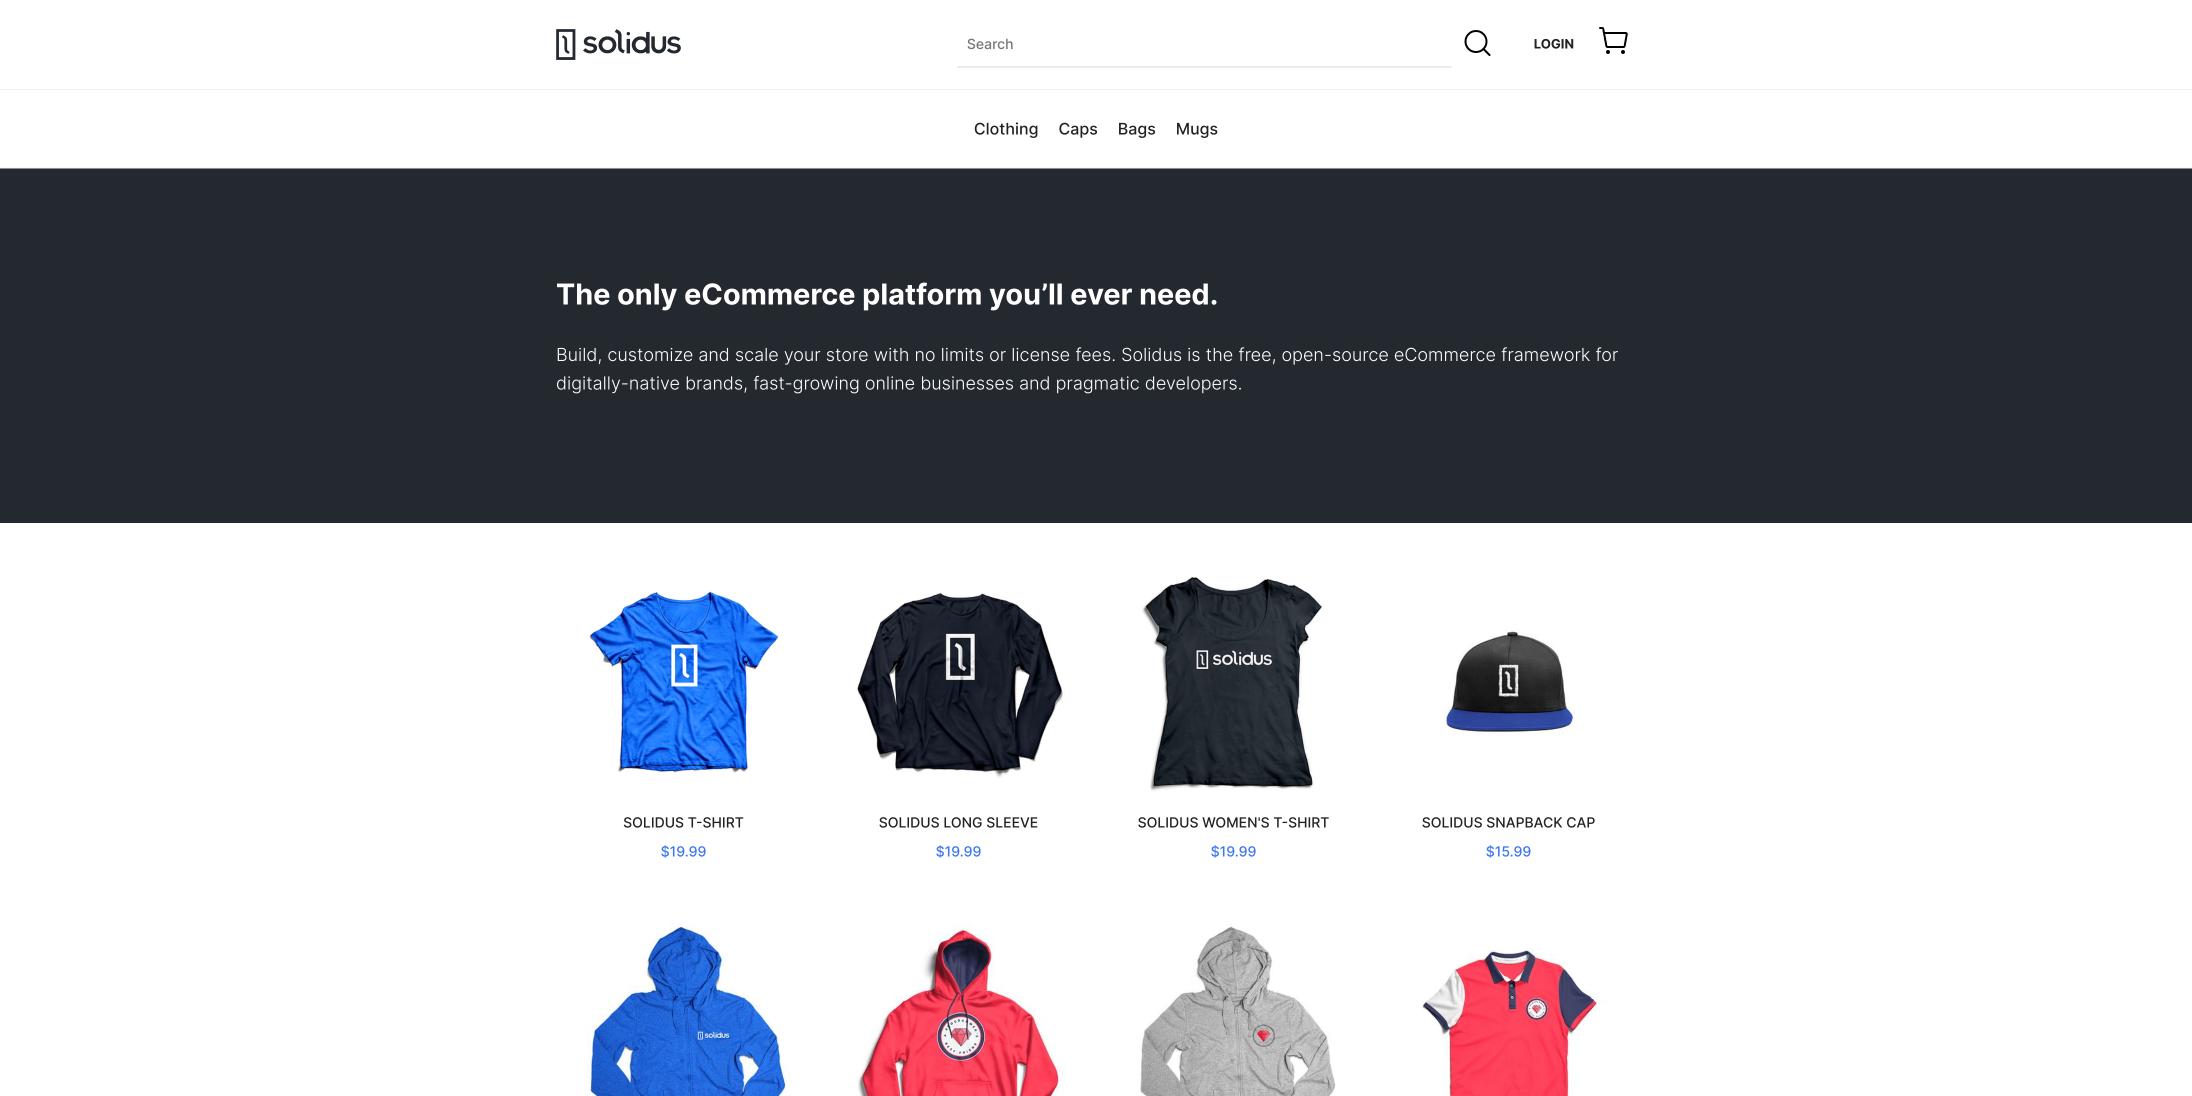 solidus
Search
LOGIN
Clothing Caps Bags Mugs
The only eCommerce platform you’ll ever need.
Build, customize and scale your store with no limits or license fees. Solidus is the free, open-source eCommerce framework for
digitally-native brands, fast-growing online businesses and pragmatic developers.
solidus
SOLIDUS T-SHIRT
SOLIDUS LONG SLEEVE
SOLIDUS WOMEN'S T-SHIRT
SOLIDUS SNAPBACK CAP
$19.99
$19.99
$19.99
$15.99
solidus